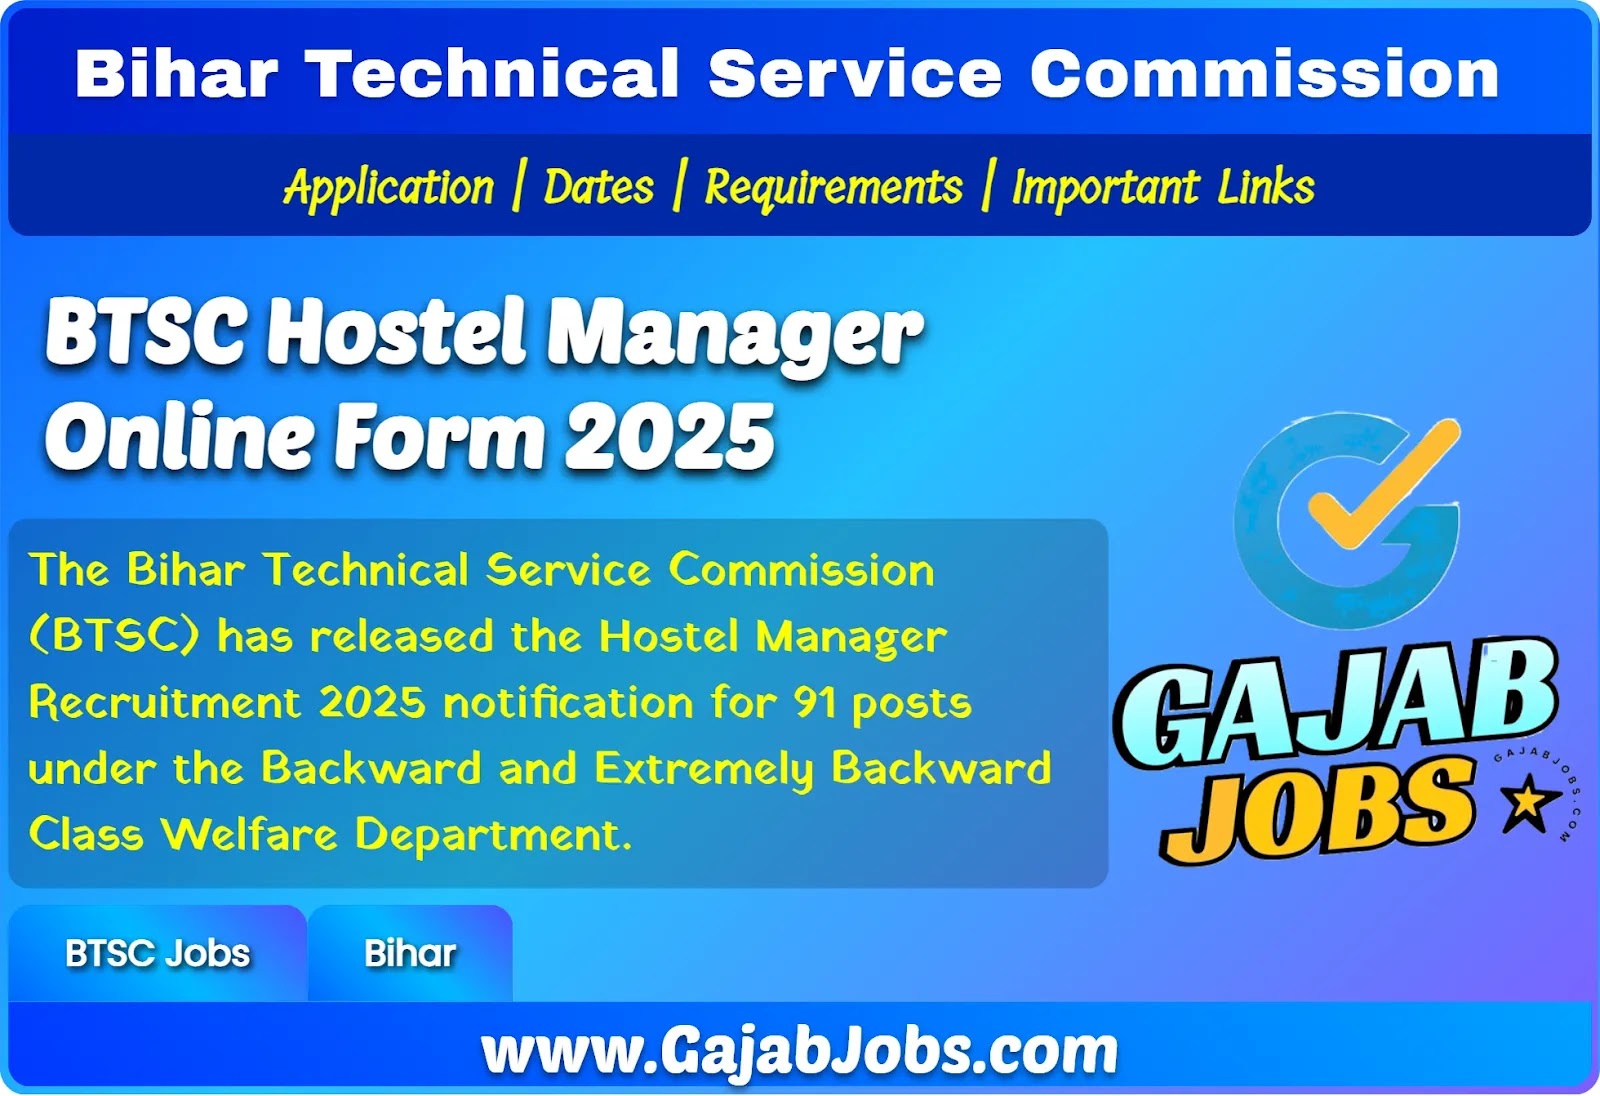 Bihar Technical Service Commission
Application | Dates | Requirements | Important Links
BTSC Hostel Manager
Online Form 2025
The Bihar Technical Service Commission
(BTSC) has released the Hostel Manager
Recruitment 2025 notification for 91 posts
under the Backward and Extremely Backward
Class Welfare Department.
GAJAB
JOBS
GAJABJOBS.COM
BTSC Jobs
Bihar
www.GajabJobs.com